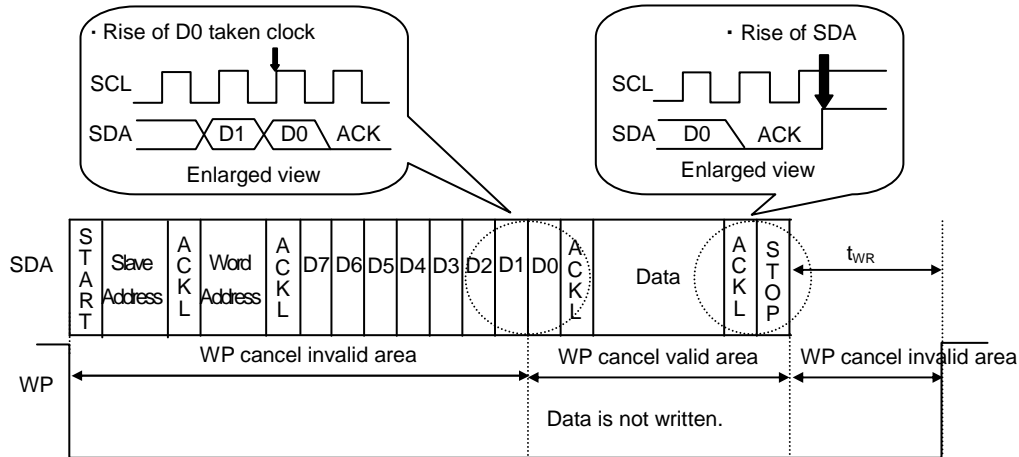 ・Rise of D0 taken clock
SCL
SDA D1 D0 ACK
Enlarged view
・Rise of SDA
SCL
SDA D0 ACK
Enlarged view
SDA START Slave Address ACKL Word Address ACKL D7 D6 D5 D4 D3 D2 D1 D0 ACKL Data ACKL STOP tWR
WP cancel invalid area WP cancel valid area WP cancel invalid area
WP
Data is not written.